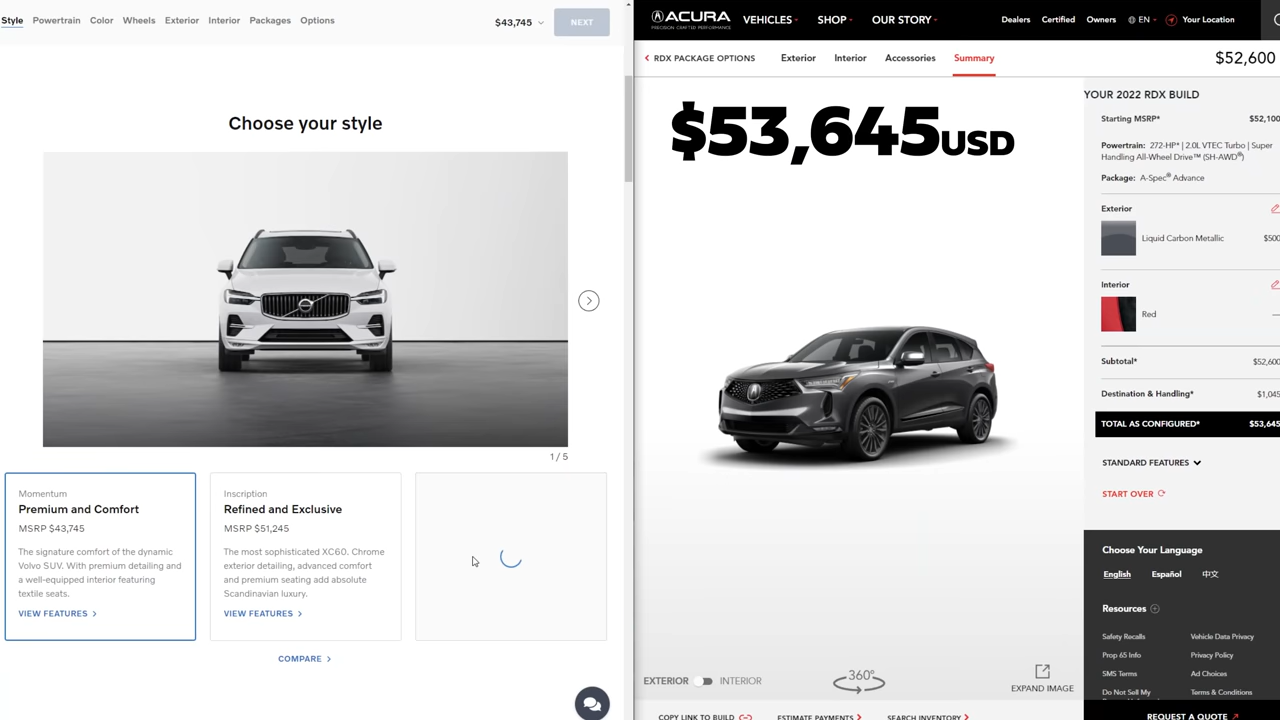 Style Powertrain Color Wheels Exterior Interior Packages Options
$43,745
NEXT
Choose your style
1 / 5
Momentum
Premium and Comfort
MSRP $43,745
The signature comfort of the dynamic
Volvo SUV. With premium detailing and
a well-equipped interior featuring
textile seats.
VIEW FEATURES
Inscription
Refined and Exclusive
MSRP $51,245
The most sophisticated XC60. Chrome
exterior detailing, advanced comfort
and premium seating add absolute
Scandinavian luxury.
VIEW FEATURES
COMPARE
ACURA
PRECISION CRAFTED PERFORMANCE
VEHICLES SHOP OUR STORY
Dealers Certified Owners EN Your Location
RDX PACKAGE OPTIONS
Exterior Interior Accessories Summary
$52,600
$53,645USD
EXTERIOR INTERIOR
360°
EXPAND IMAGE
COPY LINK TO BUILD ESTIMATE PAYMENTS SEARCH INVENTORY
YOUR 2022 RDX BUILD
Starting MSRP* $52,100
Powertrain: 272-HP* | 2.0L VTEC Turbo | Super
Handling All-Wheel Drive™ (SH-AWD®)
Package: A-Spec® Advance
Exterior
Liquid Carbon Metallic $500
Interior
Red —
Subtotal* $52,600
Destination & Handling* $1,045
TOTAL AS CONFIGURED* $53,645
STANDARD FEATURES
START OVER
Choose Your Language
English Español 中文
Resources
Safety Recalls Vehicle Data Privacy
Prop 65 Info Privacy Policy
SMS Terms Ad Choices
Do Not Sell My Terms & Conditions
REQUEST A QUOTE